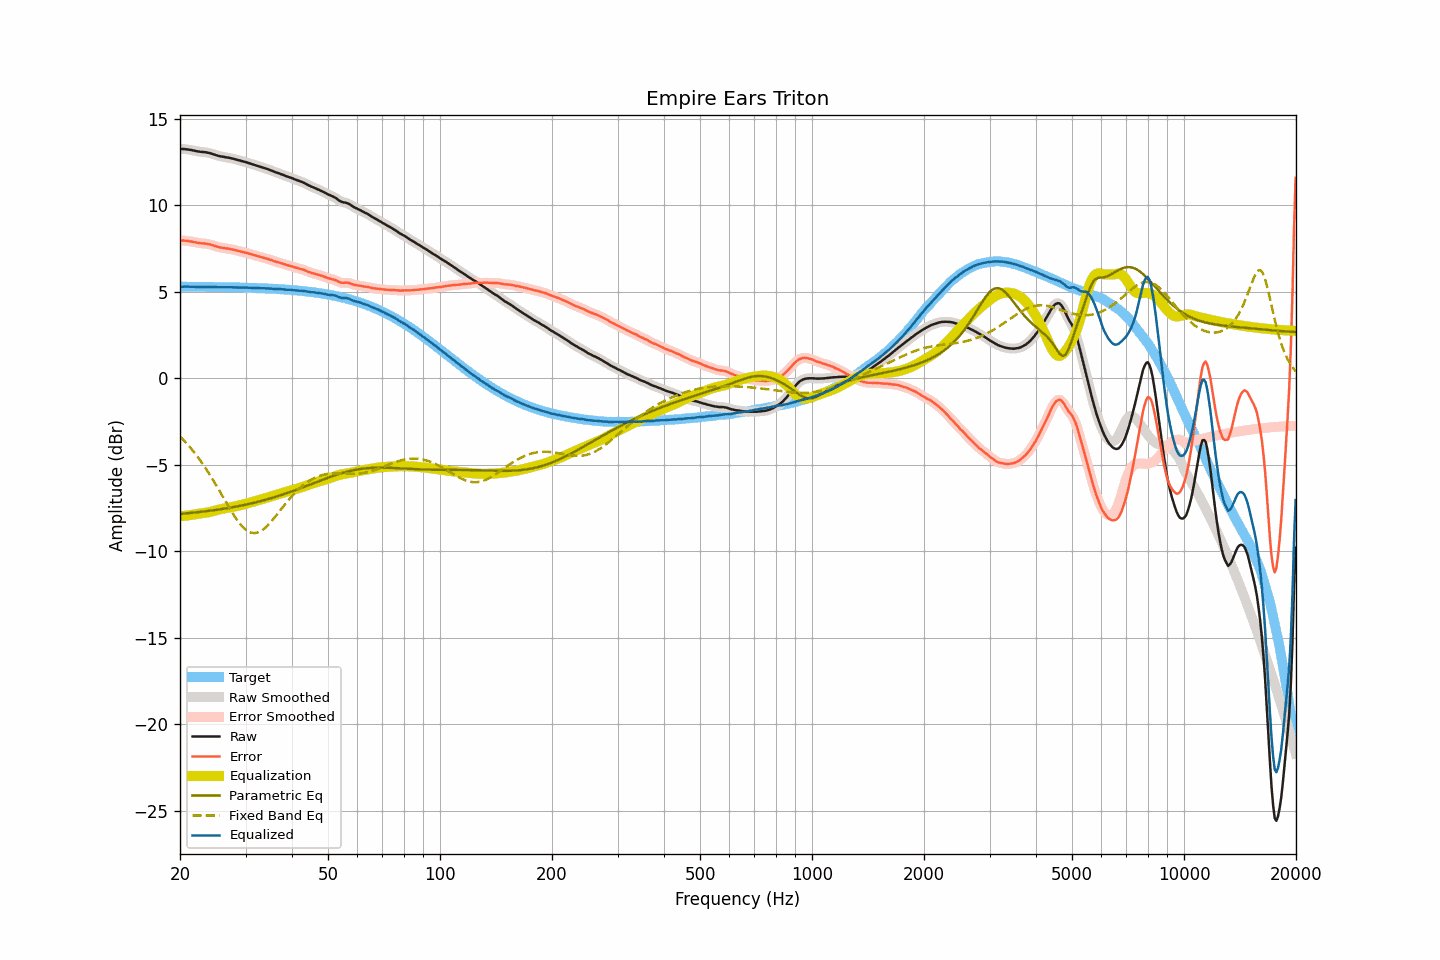 Empire Ears Triton
15
10
5
0
−5
−10
−15
−20
−25
Amplitude (dBr)
Target
Raw Smoothed
Error Smoothed
Raw
Error
Equalization
Parametric Eq
Fixed Band Eq
Equalized
20 50 100 200 500 1000 2000 5000 10000 20000
Frequency (Hz)